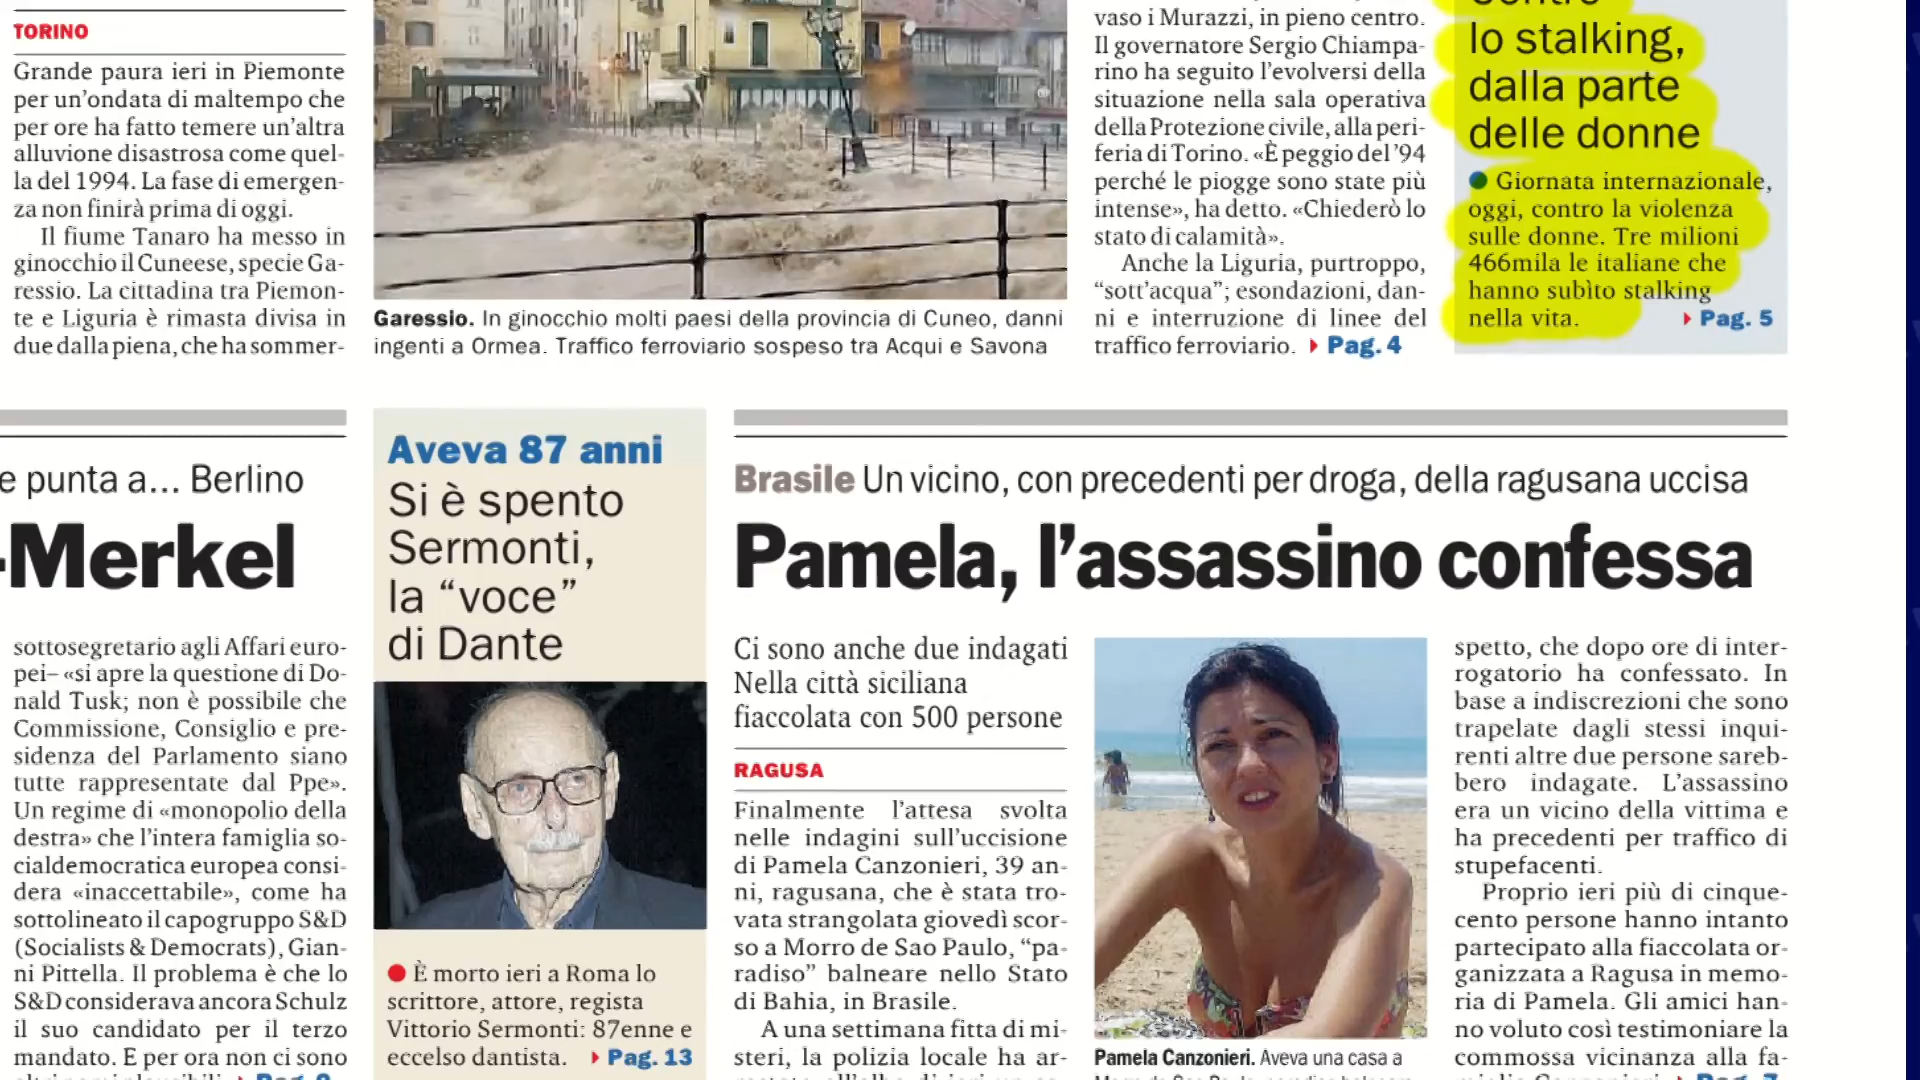 TORINO
Grande paura ieri in Piemonte
per un'ondata di maltempo che
per ore ha fatto temere un'altra
alluvione disastrosa come quel-
la del 1994. La fase di emergen-
za non finirà prima di oggi.
Il fiume Tanaro ha messo in
ginocchio il Cuneese, specie Ga-
ressio. La cittadina tra Piemon-
te e Liguria è rimasta divisa in
due dalla piena, che ha sommer-
Garessio. In ginocchio molti paesi della provincia di Cuneo, danni
ingenti a Ormea. Traffico ferroviario sospeso tra Acqui e Savona
vaso i Murazzi, in pieno centro.
Il governatore Sergio Chiampa-
rino ha seguito l'evolversi della
situazione nella sala operativa
della Protezione civile, alla peri-
feria di Torino. «È peggio del '94
perché le piogge sono state più
intense», ha detto. «Chiederò lo
stato di calamità».
Anche la Liguria, purtroppo,
“sott'acqua”; esondazioni, dan-
ni e interruzione di linee del
traffico ferroviario. Pag. 4
lo stalking,
dalla parte
delle donne
Giornata internazionale,
oggi, contro la violenza
sulle donne. Tre milioni
466mila le italiane che
hanno subìto stalking
nella vita. Pag. 5
e punta a... Berlino
-Merkel
sottosegretario agli Affari euro-
pei– «si apre la questione di Do-
nald Tusk; non è possibile che
Commissione, Consiglio e pre-
sidenza del Parlamento siano
tutte rappresentate dal Ppe».
Un regime di «monopolio della
destra» che l'intera famiglia so-
cialdemocratica europea consi-
dera «inaccettabile», come ha
sottolineato il capogruppo S&D
(Socialists & Democrats), Gian-
ni Pittella. Il problema è che lo
S&D considerava ancora Schulz
il suo candidato per il terzo
mandato. E per ora non ci sono
Aveva 87 anni
Si è spento
Sermonti,
la “voce”
di Dante
È morto ieri a Roma lo
scrittore, attore, regista
Vittorio Sermonti: 87enne e
eccelso dantista. Pag. 13
Brasile Un vicino, con precedenti per droga, della ragusana uccisa
Pamela, l'assassino confessa
Ci sono anche due indagati
Nella città siciliana
fiaccolata con 500 persone
RAGUSA
Finalmente l'attesa svolta
nelle indagini sull'uccisione
di Pamela Canzonieri, 39 an-
ni, ragusana, che è stata tro-
vata strangolata giovedì scor-
so a Morro de Sao Paulo, “pa-
radiso” balneare nello Stato
di Bahia, in Brasile.
A una settimana fitta di mi-
steri, la polizia locale ha ar-
Pamela Canzonieri. Aveva una casa a
spetto, che dopo ore di inter-
rogatorio ha confessato. In
base a indiscrezioni che sono
trapelate dagli stessi inqui-
renti altre due persone sareb-
bero indagate. L'assassino
era un vicino della vittima e
ha precedenti per traffico di
stupefacenti.
Proprio ieri più di cinque-
cento persone hanno intanto
partecipato alla fiaccolata or-
ganizzata a Ragusa in memo-
ria di Pamela. Gli amici han-
no voluto così testimoniare la
commossa vicinanza alla fa-